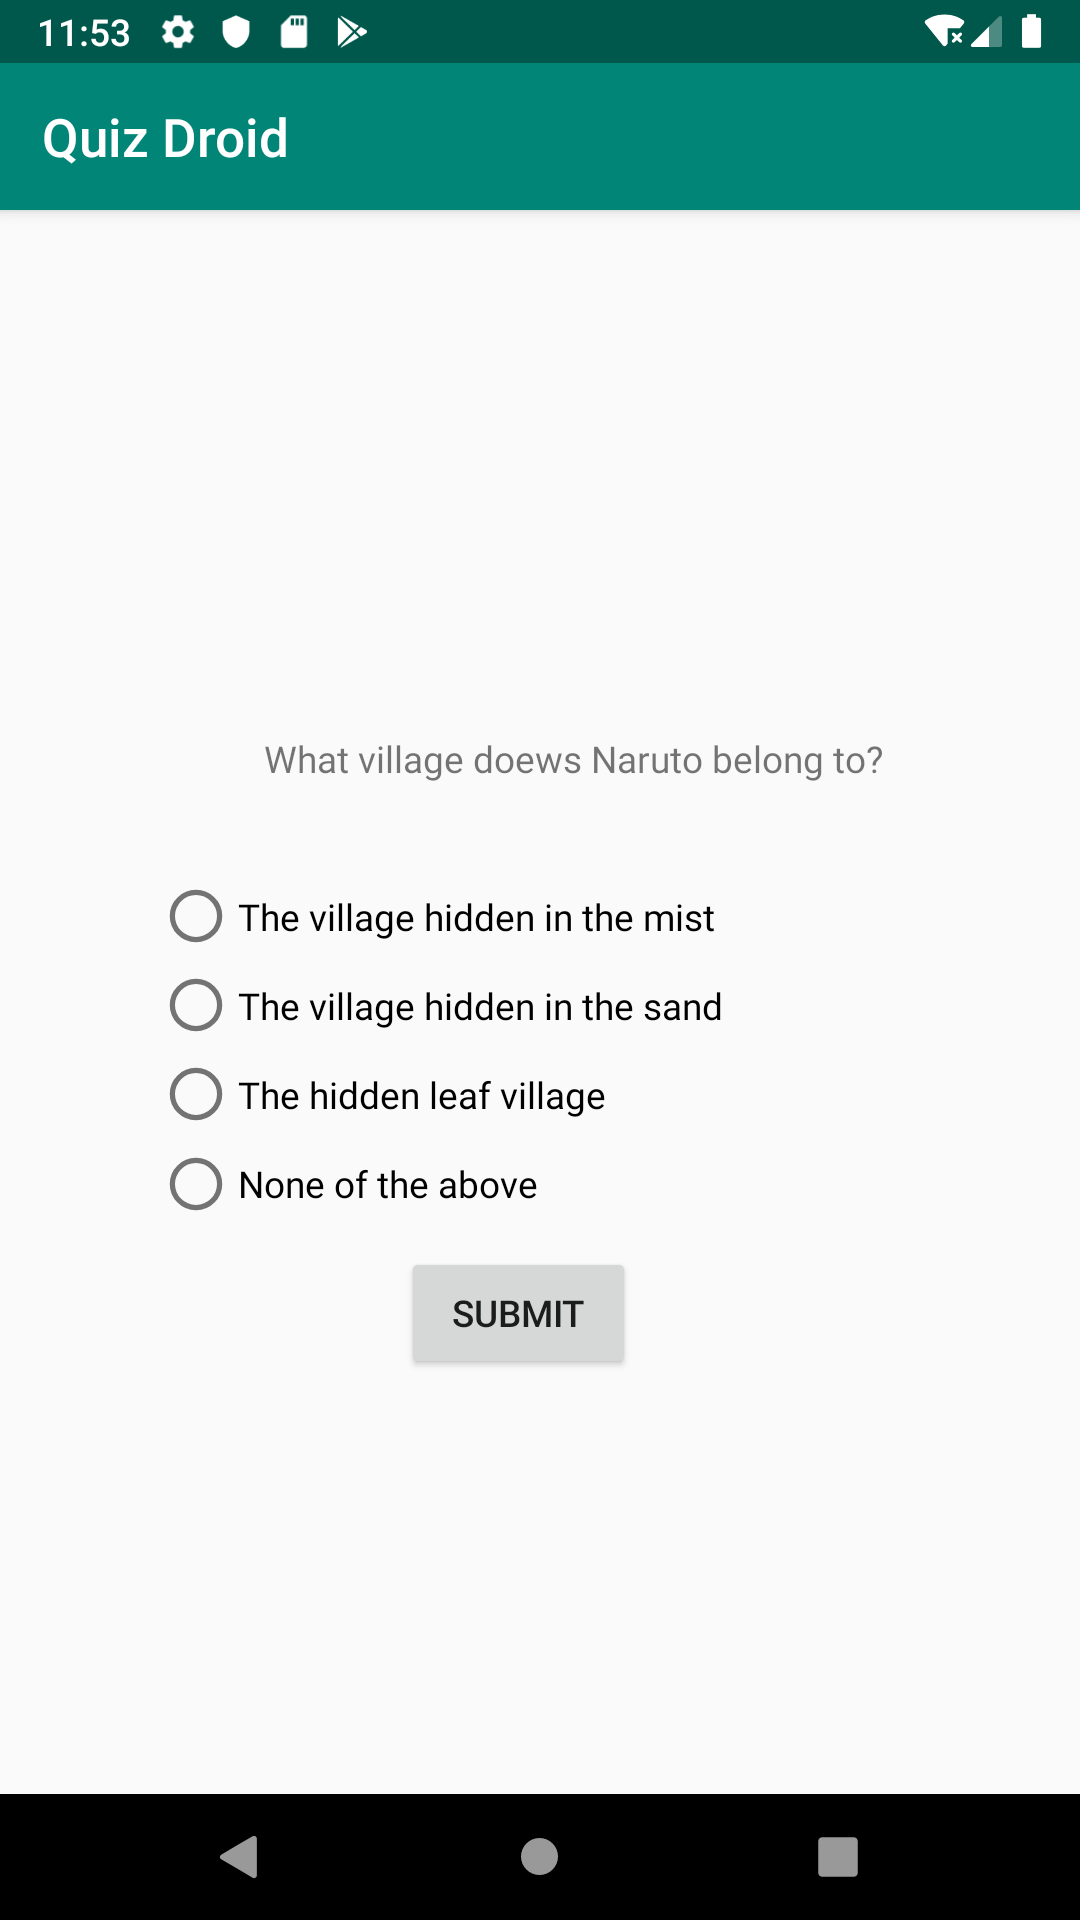 11:53
Quiz Droid
What village doews Naruto belong to?
The village hidden in the mist
The village hidden in the sand
The hidden leaf village
None of the above
SUBMIT